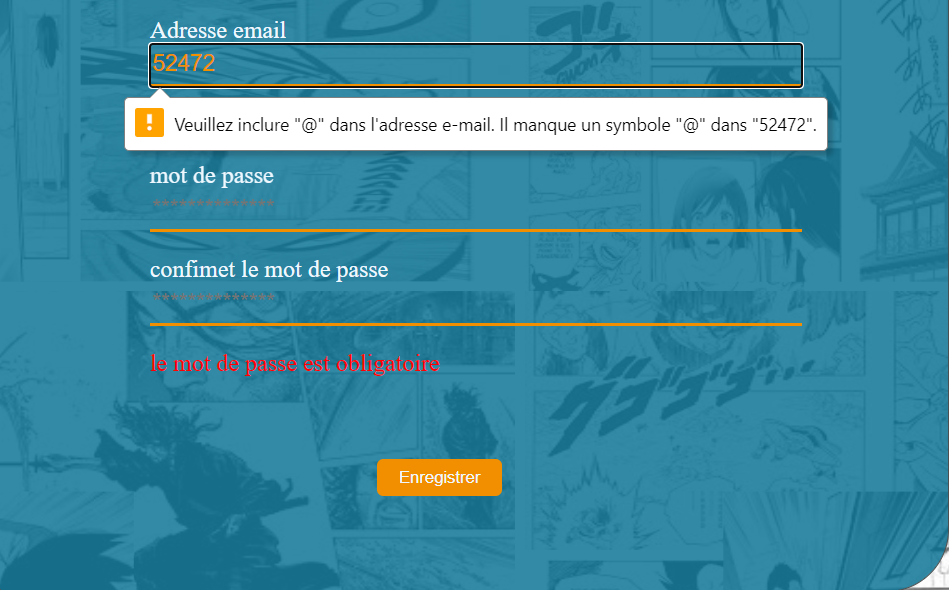 Adresse email
52472
Veuillez inclure "@" dans l'adresse e-mail. Il manque un symbole "@" dans "52472".
mot de passe
*************
confimet le mot de passe
*************
le mot de passe est obligatoire
Enregistrer